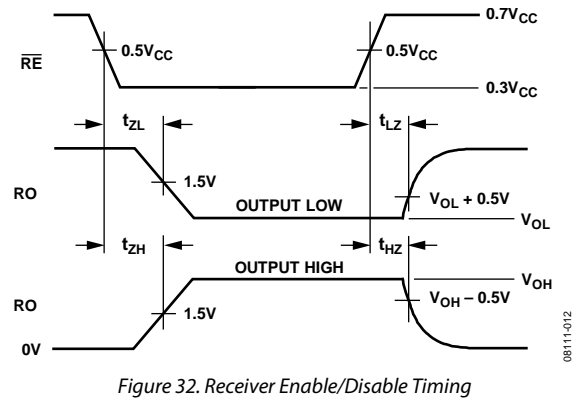 0.7VCC
RE
0.5VCC
0.5VCC
0.3VCC
tZL
tLZ
RO
1.5V
OUTPUT LOW
VOL + 0.5V
VOL
tZH
tHZ
OUTPUT HIGH
VOH
RO
1.5V
VOH – 0.5V
0V
08111-012
Figure 32. Receiver Enable/Disable Timing